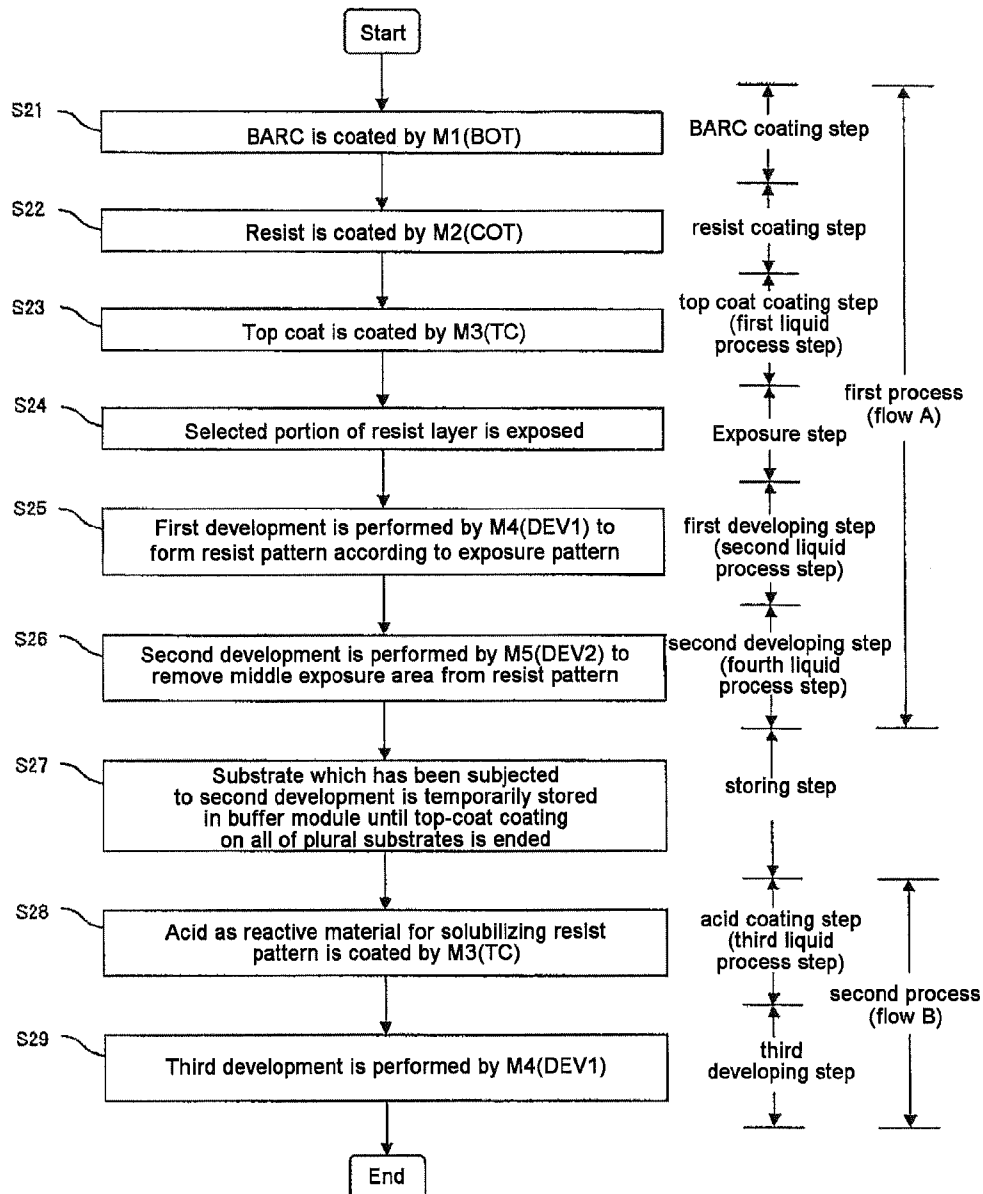 Start
S21
BARC is coated by M1(BOT)
BARC coating step
S22
Resist is coated by M2(COT)
resist coating step
S23
Top coat is coated by M3(TC)
top coat coating step
(first liquid
process step)
S24
Selected portion of resist layer is exposed
Exposure step
first process
(flow A)
S25
First development is performed by M4(DEV1) to
form resist pattern according to exposure pattern
first developing step
(second liquid
process step)
S26
Second development is performed by M5(DEV2) to
remove middle exposure area from resist pattern
second developing step
(fourth liquid
process step)
S27
Substrate which has been subjected
to second development is temporarily stored
in buffer module until top-coat coating
on all of plural substrates is ended
storing step
S28
Acid as reactive material for solubilizing resist
pattern is coated by M3(TC)
acid coating step
(third liquid
process step)
second process
(flow B)
S29
Third development is performed by M4(DEV1)
third
developing step
End